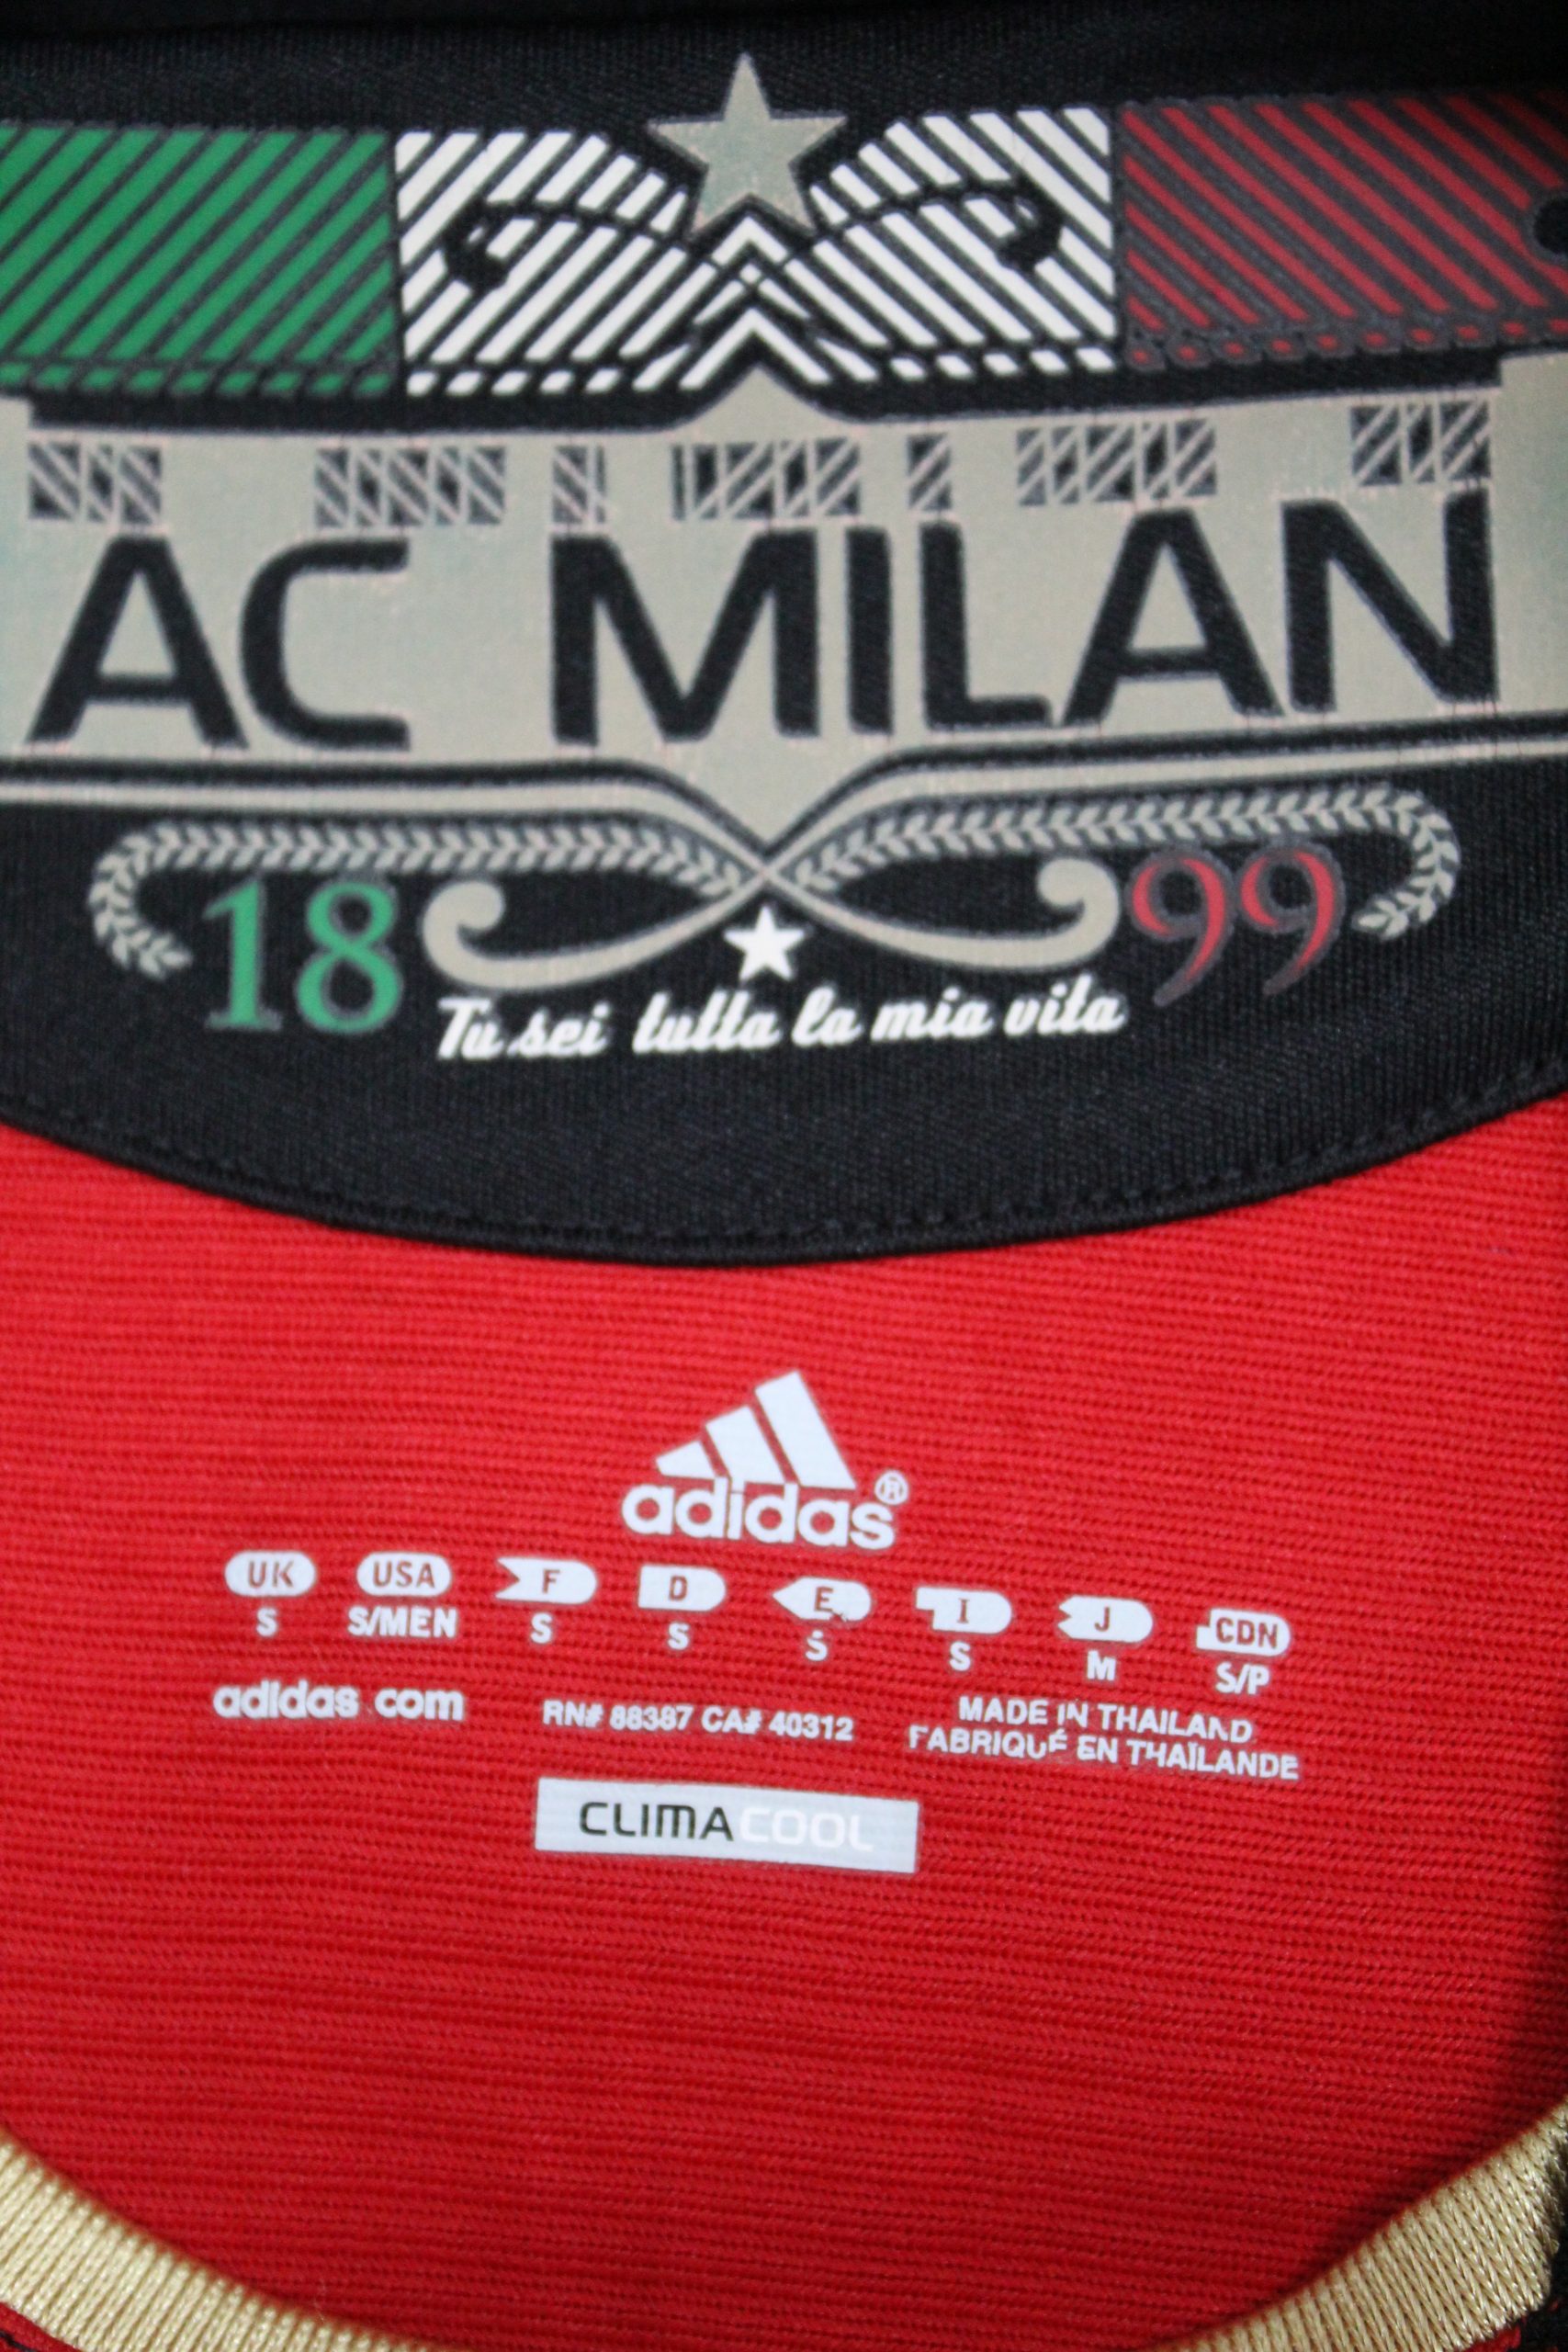 AC MILAN
18 99
Tu sei tutta la mia vita
adidas®
UK USA F D E I J CDN
S S/MEN S S S S M S/P
adidas com RN# 88387 CA# 40312 MADE IN THAILAND
FABRIQUÉ EN THAÏLANDE
CLIMACOOL